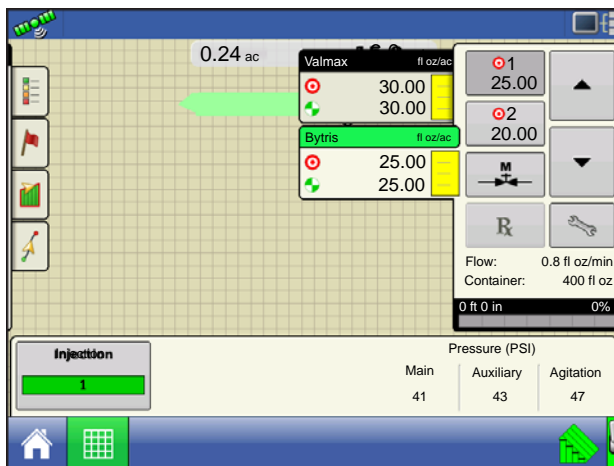 0.24 ac
Valmax fl oz/ac
30.00
30.00
Bytris fl oz/ac
25.00
25.00
1
25.00
2
20.00
M
Rx
Flow: 0.8 fl oz/min
Container: 400 fl oz
0 ft 0 in 0%
Injection
1
Pressure (PSI)
Main Auxiliary Agitation
41 43 47